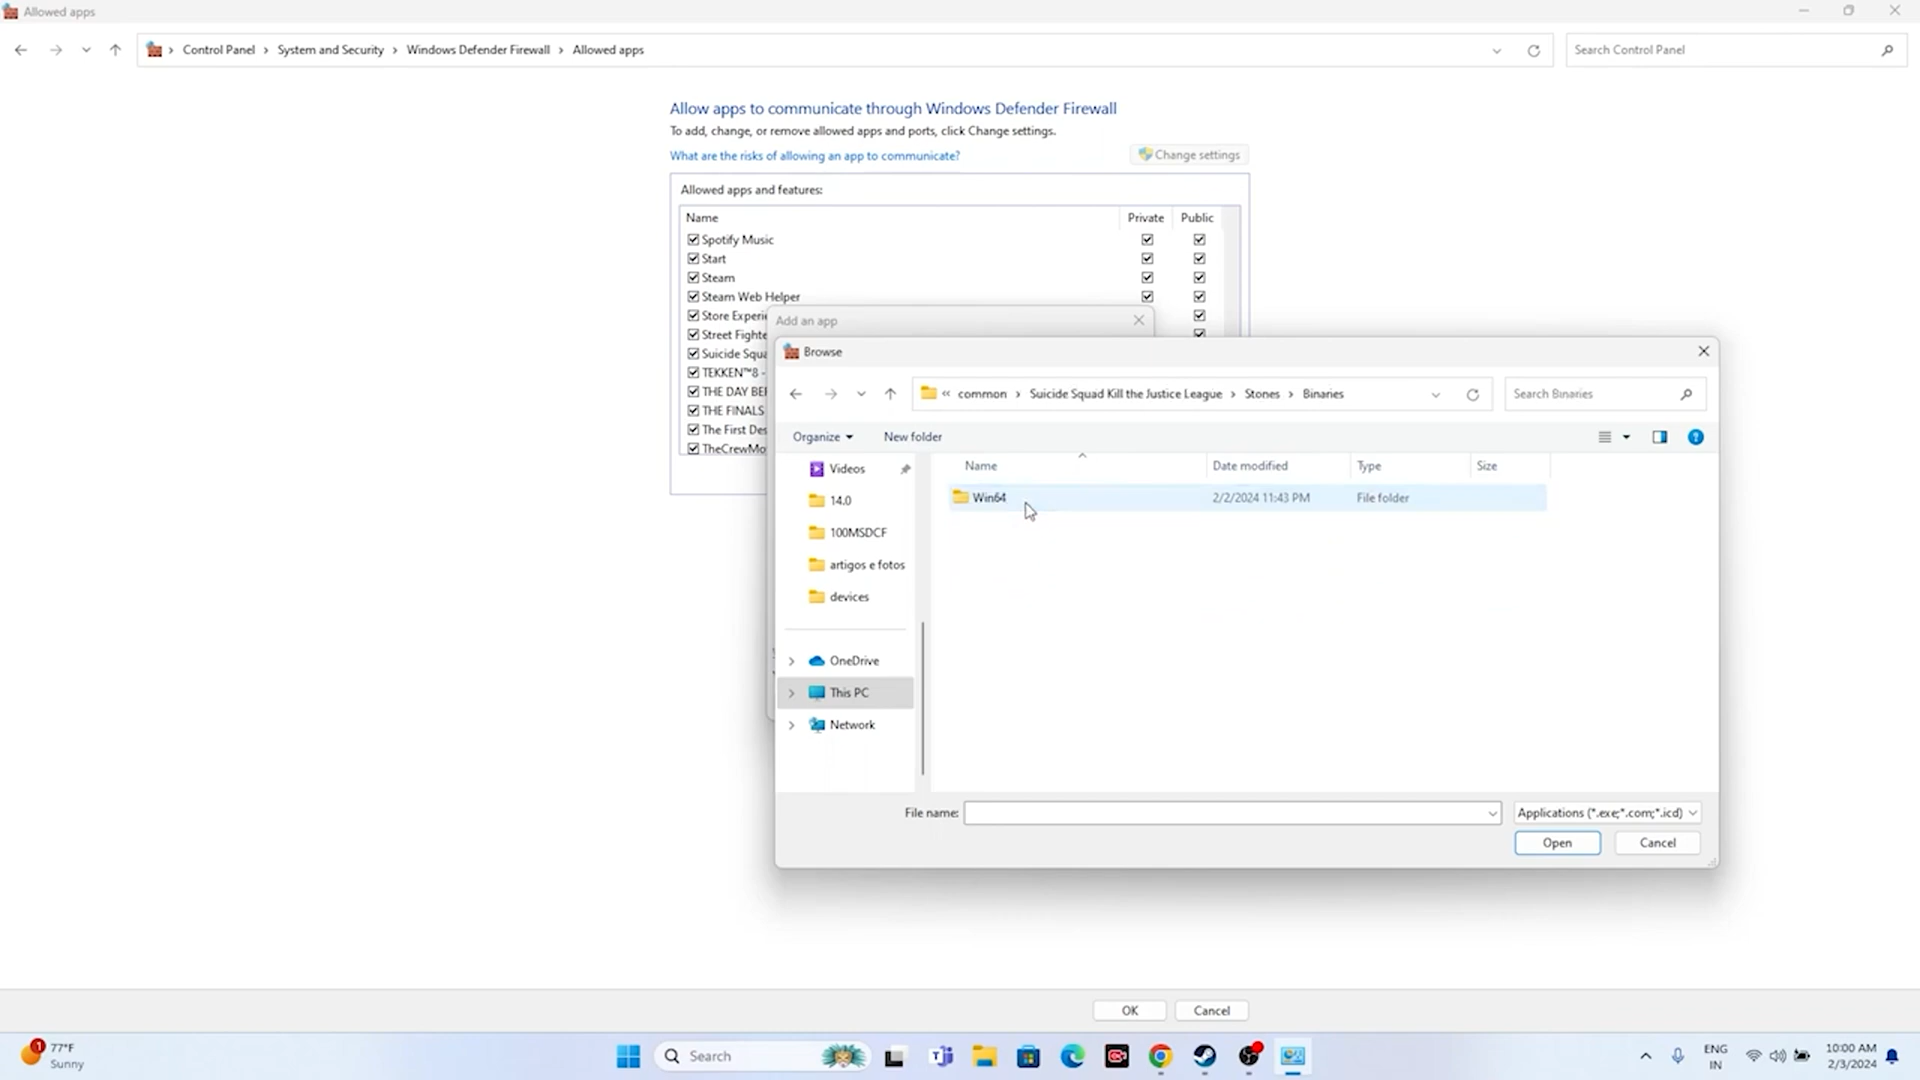 Allowed apps
Control Panel > System and Security > Windows Defender Firewall > Allowed apps
Search Control Panel
Allow apps to communicate through Windows Defender Firewall
To add, change, or remove allowed apps and ports, click Change settings.
What are the risks of allowing an app to communicate?
Change settings
Allowed apps and features:
Name Private Public
Spotify Music
Start
Steam
Steam Web Helper
Store Experie
Street Fighte
Suicide Squa
TEKKEN™8 -
THE DAY BEF
THE FINALS
The First Des
TheCrewMo
Add an app
Browse
« common > Suicide Squad Kill the Justice League > Stones > Binaries
Search Binaries
Organize New folder
Name Date modified Type Size
Win64 2/2/2024 11:43 PM File folder
Videos
14.0
100MSDCF
artigos e fotos
devices
OneDrive
This PC
Network
File name:
Applications (*.exe;*.com;*.icd)
Open Cancel
OK Cancel
1
77°F
Sunny
Search
ENG
IN
10:00 AM
2/3/2024